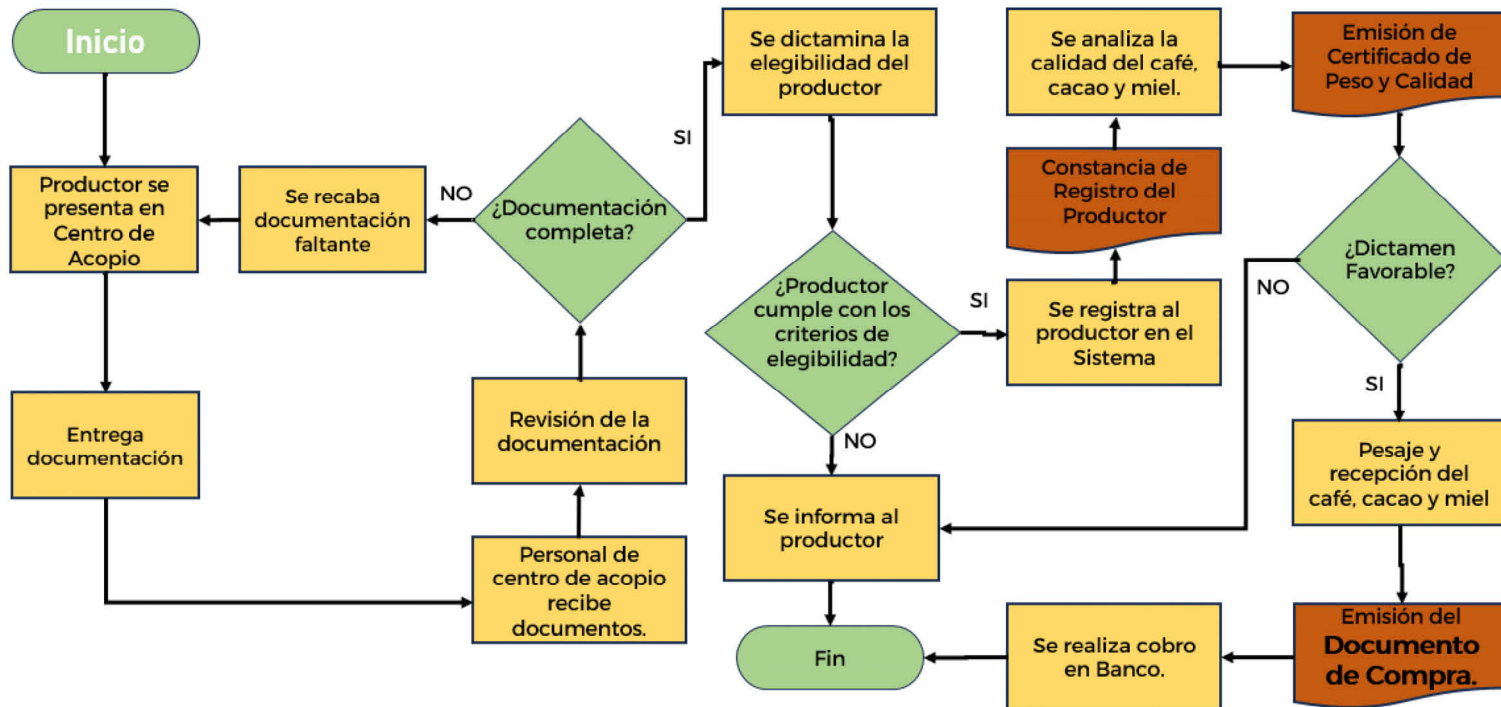 Inicio
Productor se
presenta en
Centro de
Acopio
Entrega
documentación
Personal de
centro de acopio
recibe
documentos.
Revisión de la
documentación
¿Documentación
completa?
NO
Se recaba
documentación
faltante
SI
Se dictamina la
elegibilidad del
productor
¿Productor
cumple con los
criterios de
elegibilidad?
NO
Se informa al
productor
Fin
SI
Se registra al
productor en el
Sistema
Constancia de
Registro del
Productor
Se analiza la
calidad del café,
cacao y miel.
Emisión de
Certificado de
Peso y Calidad
¿Dictamen
Favorable?
NO
SI
Pesaje y
recepción del
café, cacao y miel
Emisión del
Documento
de Compra.
Se realiza cobro
en Banco.